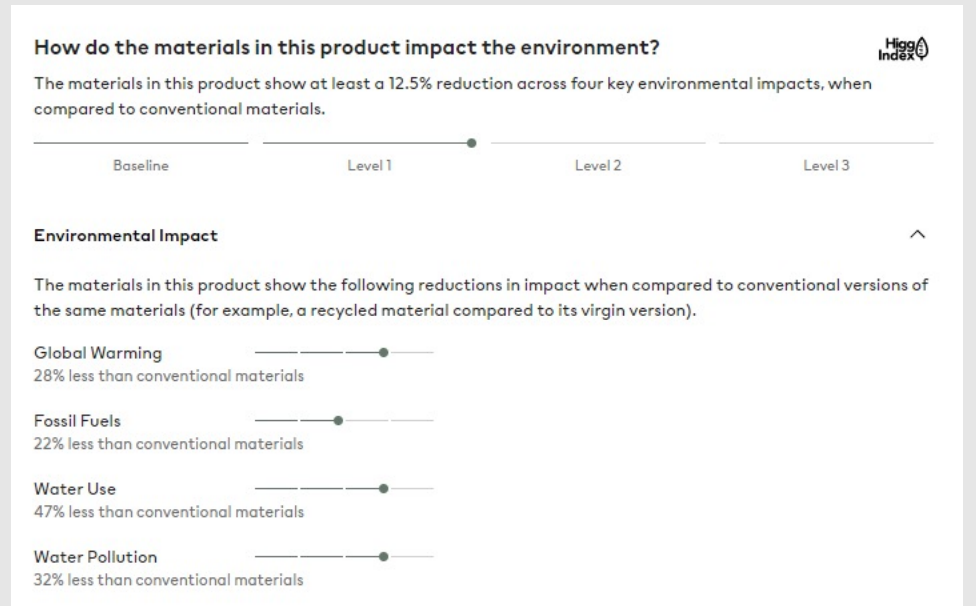 How do the materials in this product impact the environment?
Higg
Index
The materials in this product show at least a 12.5% reduction across four key environmental impacts, when
compared to conventional materials.
Baseline
Level 1
Level 2
Level 3
Environmental Impact
The materials in this product show the following reductions in impact when compared to conventional versions of
the same materials (for example, a recycled material compared to its virgin version).
Global Warming
28% less than conventional materials
Fossil Fuels
22% less than conventional materials
Water Use
47% less than conventional materials
Water Pollution
32% less than conventional materials